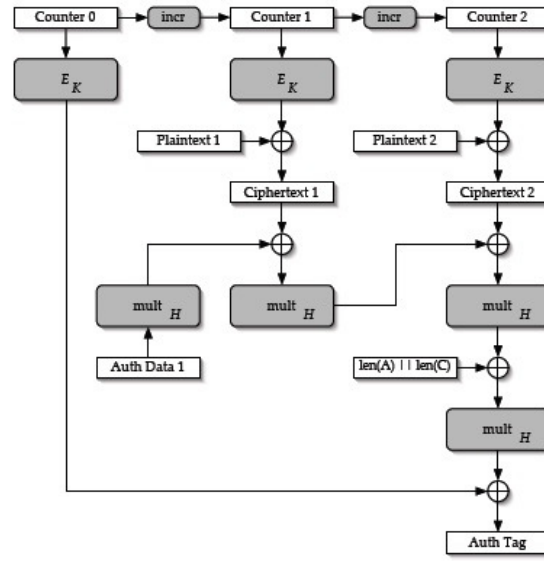 Counter 0 incr Counter 1 incr Counter 2
E K E K E K
Plaintext 1 Plaintext 2
Ciphertext 1 Ciphertext 2
mult H mult H mult H
Auth Data 1 len(A) || len(C)
mult H
Auth Tag